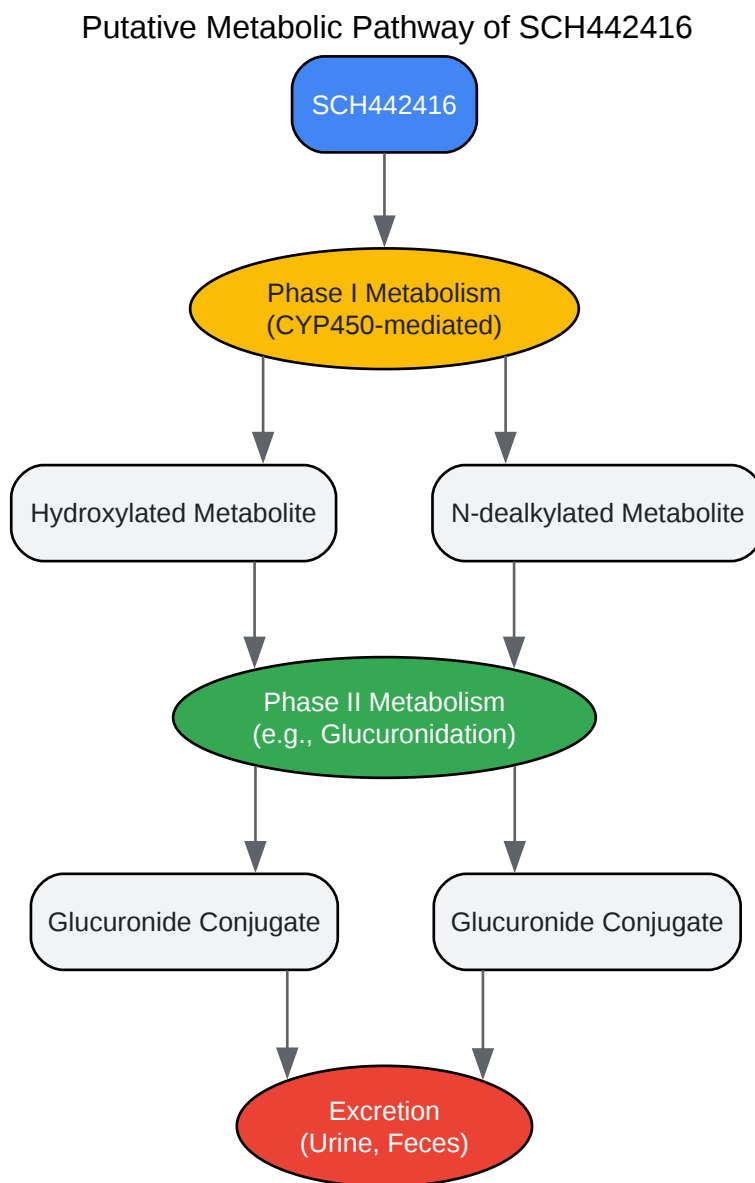 Putative Metabolic Pathway of SCH442416
SCH442416
Phase I Metabolism
(CYP450-mediated)
Hydroxylated Metabolite
N-dealkylated Metabolite
Phase II Metabolism
(e.g., Glucuronidation)
Glucuronide Conjugate
Glucuronide Conjugate
Excretion
(Urine, Feces)